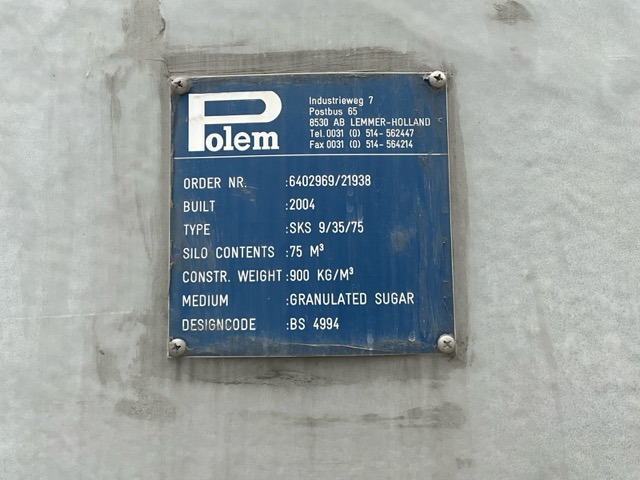 Polem
Industrieweg 7
Postbus 65
8530 AB LEMMER-HOLLAND
Tel.0031 (0) 514-562447
Fax 0031 (0) 514-564214
ORDER NR. :6402969/21938
BUILT :2004
TYPE :SKS 9/35/75
SILO CONTENTS :75 M³
CONSTR. WEIGHT :900 KG/M³
MEDIUM :GRANULATED SUGAR
DESIGNCODE :BS 4994